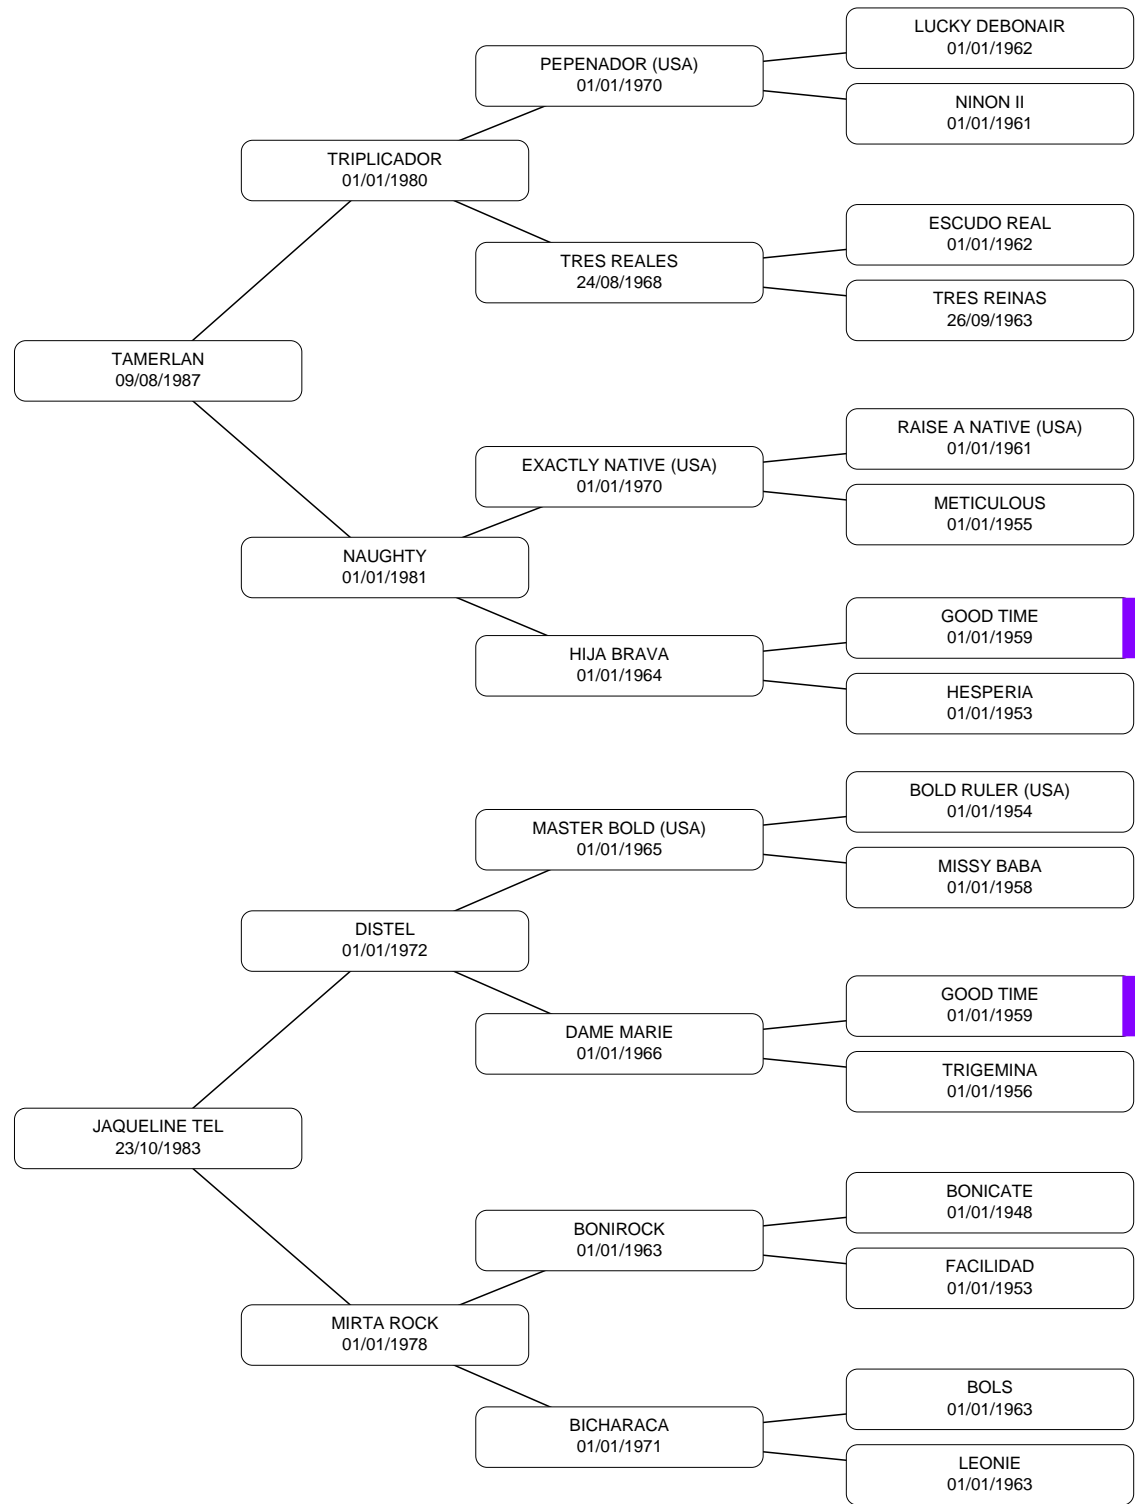 LUCKY DEBONAIR
01/01/1962
PEPENADOR (USA)
01/01/1970
NINON II
01/01/1961
TRIPLICADOR
01/01/1980
ESCUDO REAL
01/01/1962
TRES REALES
24/08/1968
TRES REINAS
26/09/1963
TAMERLAN
09/08/1987
RAISE A NATIVE (USA)
01/01/1961
EXACTLY NATIVE (USA)
01/01/1970
METICULOUS
01/01/1955
NAUGHTY
01/01/1981
GOOD TIME
01/01/1959
HIJA BRAVA
01/01/1964
HESPERIA
01/01/1953
BOLD RULER (USA)
01/01/1954
MASTER BOLD (USA)
01/01/1965
MISSY BABA
01/01/1958
DISTEL
01/01/1972
GOOD TIME
01/01/1959
DAME MARIE
01/01/1966
TRIGEMINA
01/01/1956
JAQUELINE TEL
23/10/1983
BONICATE
01/01/1948
BONIROCK
01/01/1963
FACILIDAD
01/01/1953
MIRTA ROCK
01/01/1978
BOLS
01/01/1963
BICHARACA
01/01/1971
LEONIE
01/01/1963